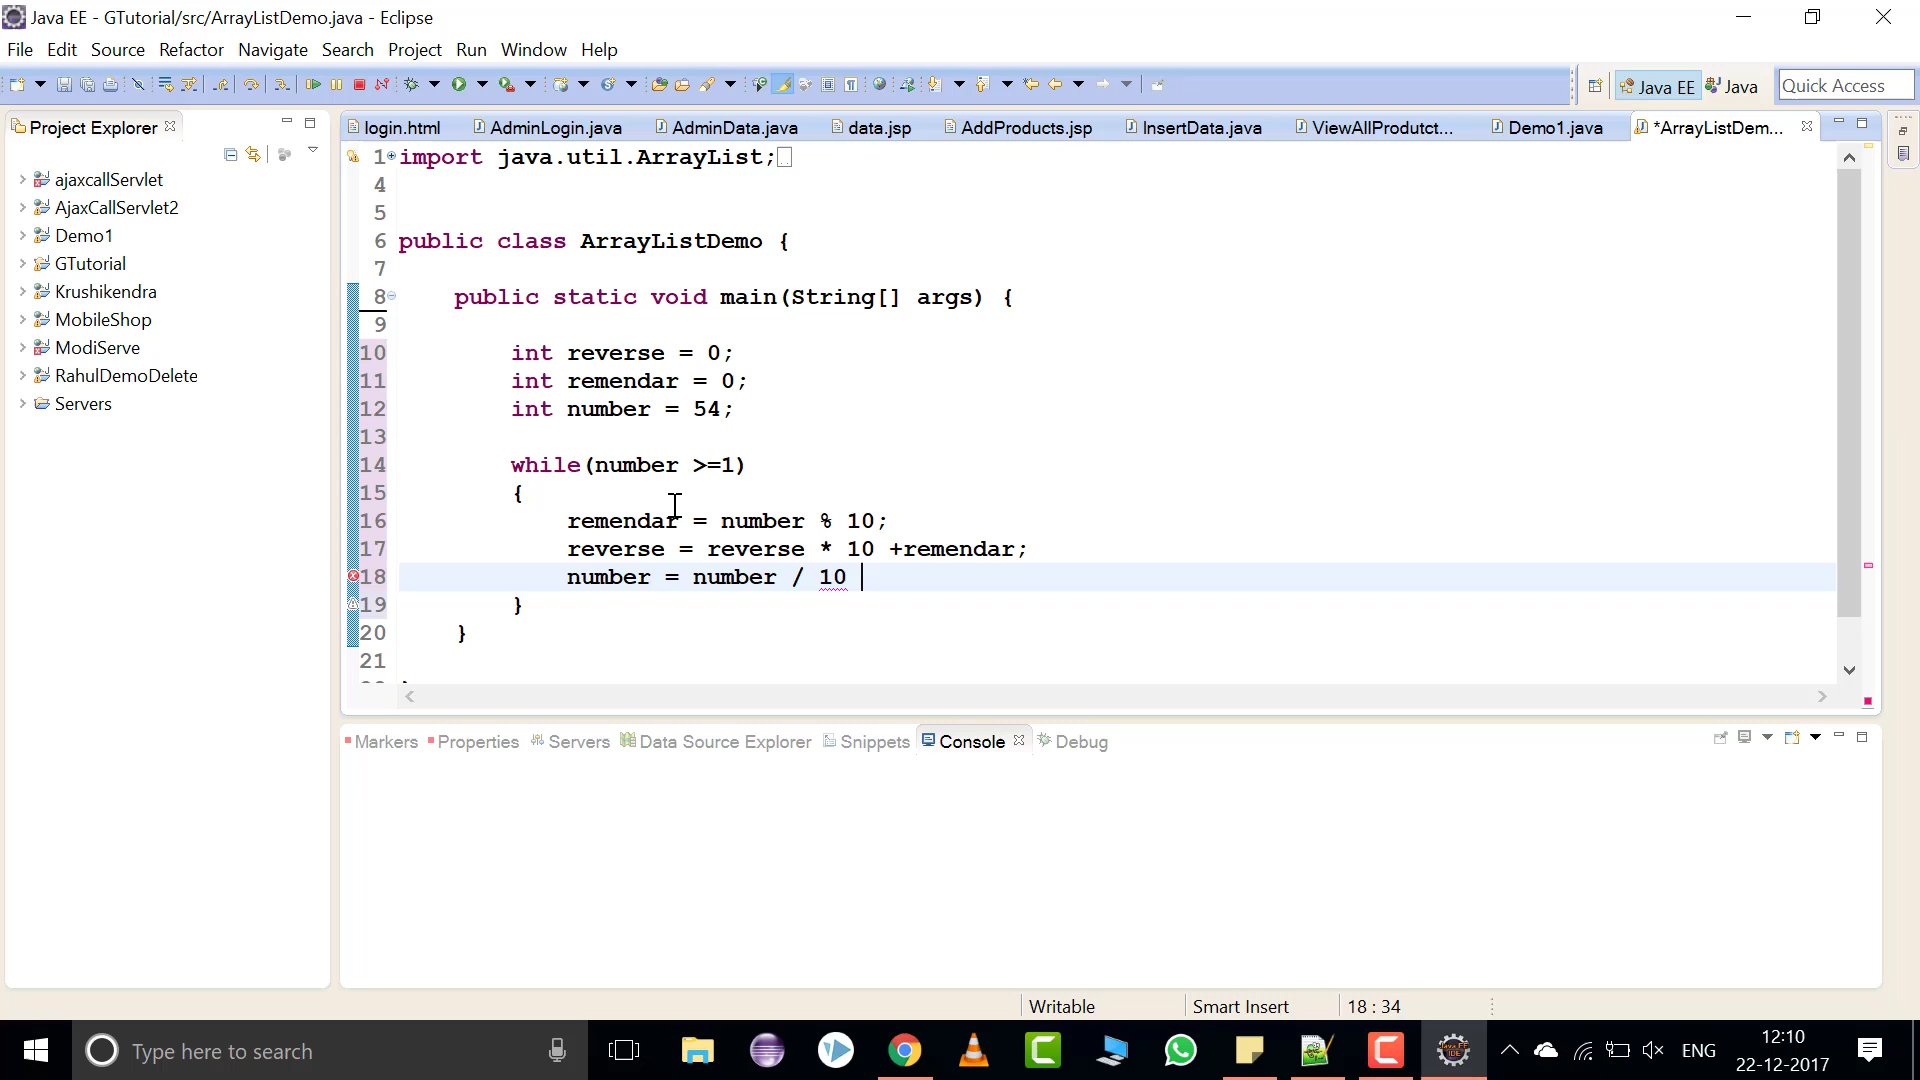 Java EE - GTutorial/src/ArrayListDemo.java - Eclipse
File Edit Source Refactor Navigate Search Project Run Window Help
Java EE Java Quick Access
Project Explorer
ajaxcallServlet
AjaxCallServlet2
Demo1
GTutorial
Krushikendra
MobileShop
ModiServe
RahulDemoDelete
Servers
login.html AdminLogin.java AdminData.java data.jsp AddProducts.jsp InsertData.java ViewAllProdutct... Demo1.java *ArrayListDem...
1 import java.util.ArrayList;
4
5
6 public class ArrayListDemo {
7
8 public static void main(String[] args) {
9
10 int reverse = 0;
11 int remendar = 0;
12 int number = 54;
13
14 while(number >=1)
15 {
16 remendar = number % 10;
17 reverse = reverse * 10 +remendar;
18 number = number / 10
19 }
20 }
21
Markers Properties Servers Data Source Explorer Snippets Console Debug
Writable Smart Insert 18 : 34
Type here to search
ENG 12:10
22-12-2017